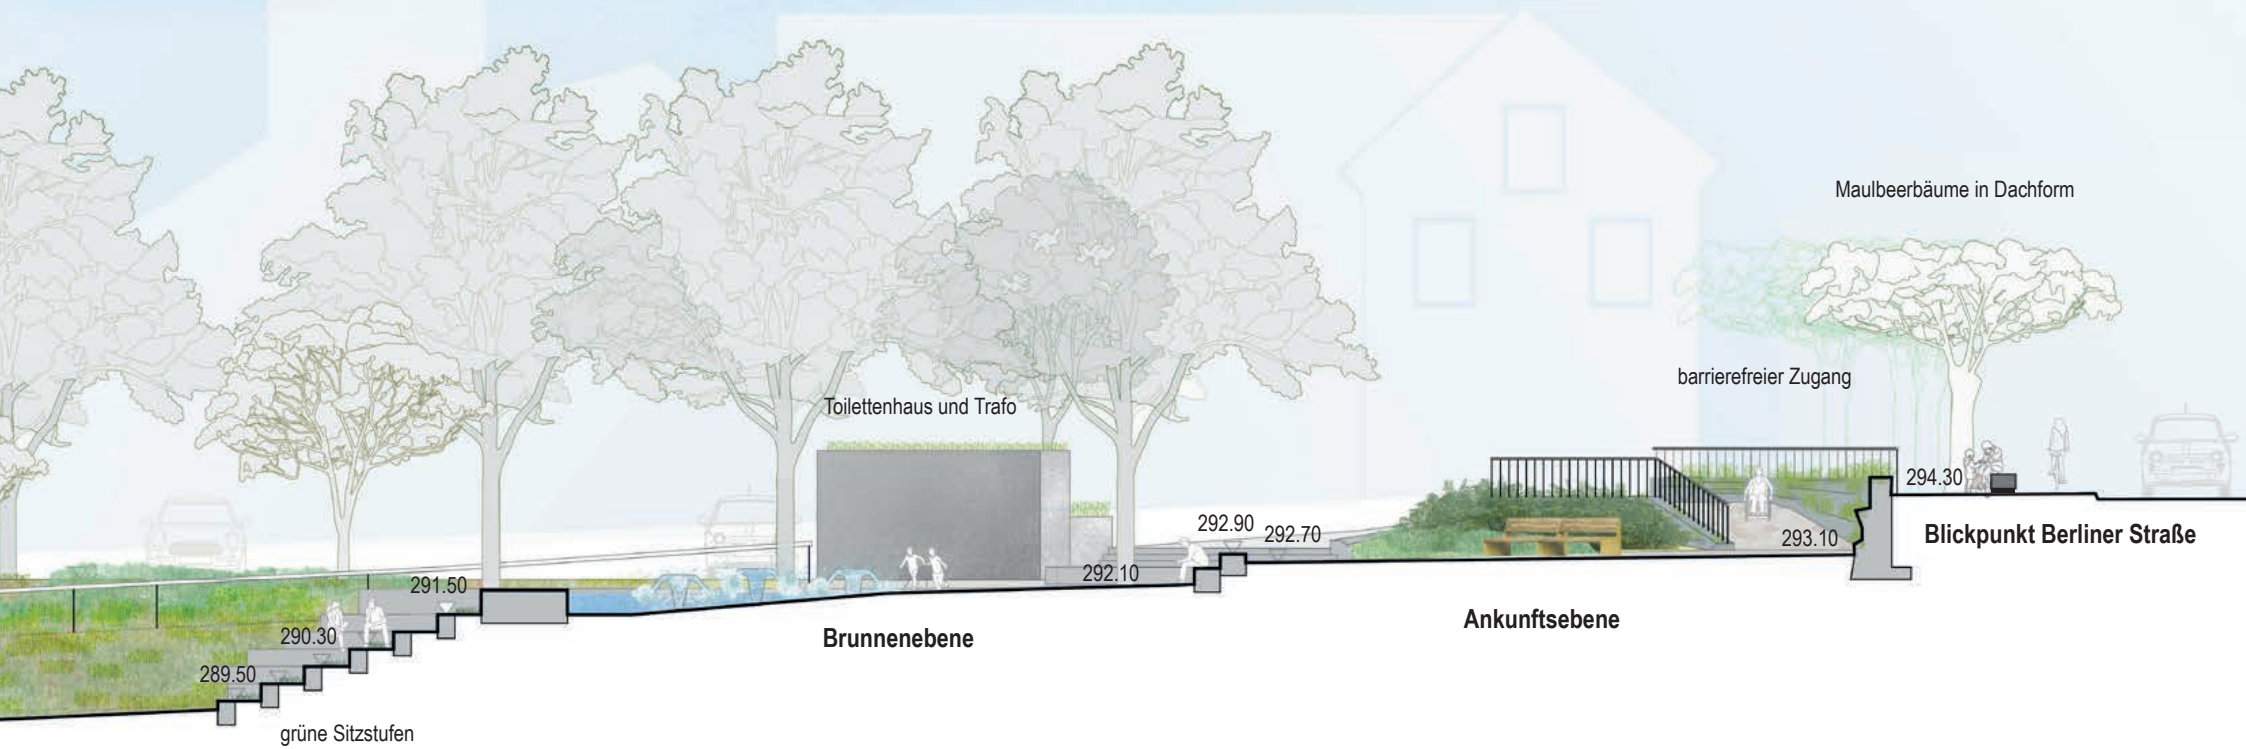 Maulbeerbäume in Dachform
barrierefreier Zugang
Toilettenhaus und Trafo
294.30
292.90
292.70
293.10
Blickpunkt Berliner Straße
292.10
291.50
Ankunftsebene
290.30
Brunnenebene
289.50
grüne Sitzstufen